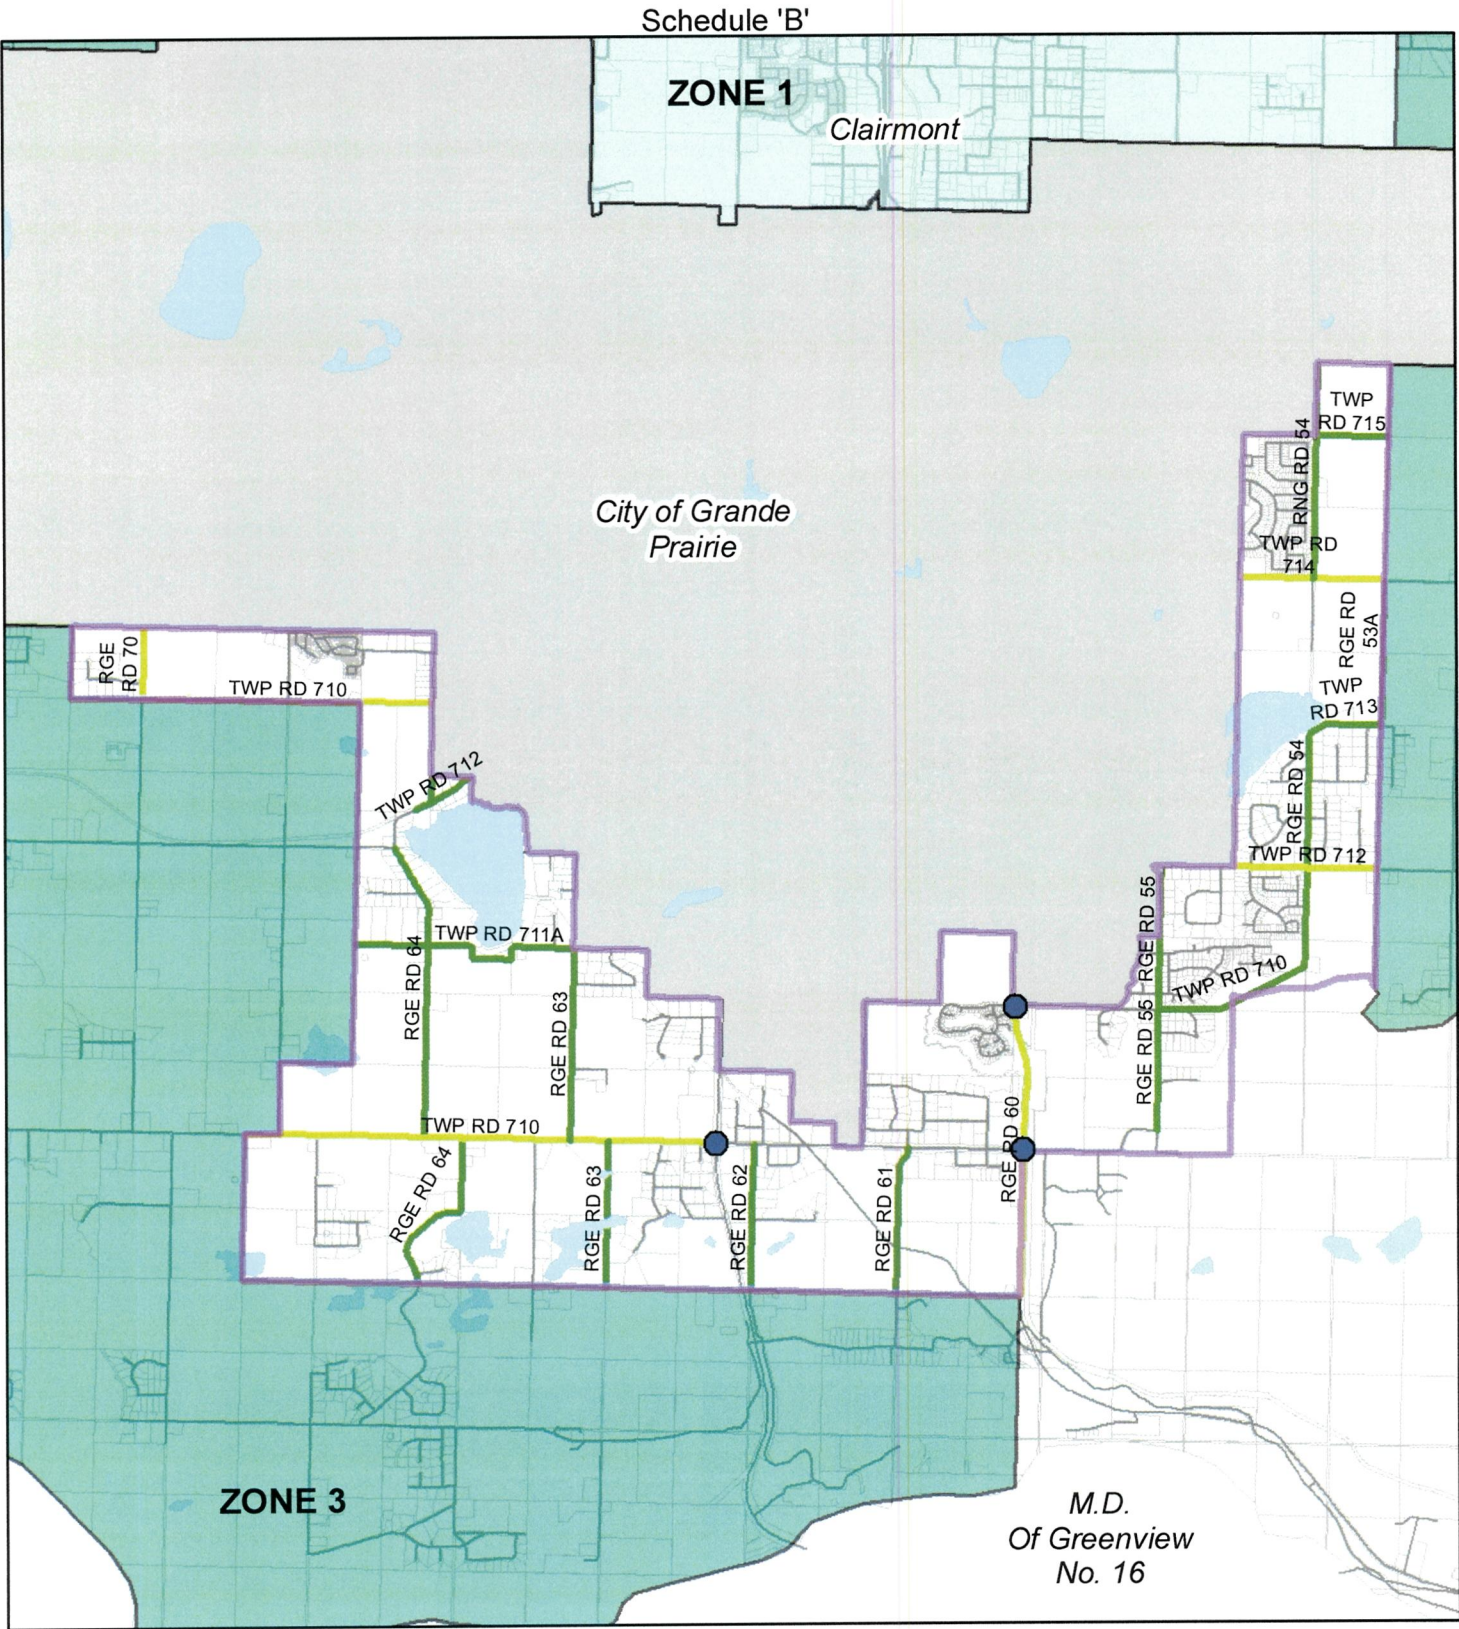 Schedule 'B'
ZONE 1
Clairmont
TWP
RD 715
RNG RD 54
City of Grande
Prairie
TWP RD
714
RGE RD
53A
RGE
RD 70
TWP RD 710
TWP
RD 713
RGE RD 54
TWP RD 712
TWP RD 712
RGE RD 55
TWP RD 711A
RGE RD 64
TWP RD 710
RGE RD 63
RGE RD 55
RGE RD 60
TWP RD 710
RGE RD 64
RGE RD 63
RGE RD 62
RGE RD 61
ZONE 3
M.D.
Of Greenview
No. 16